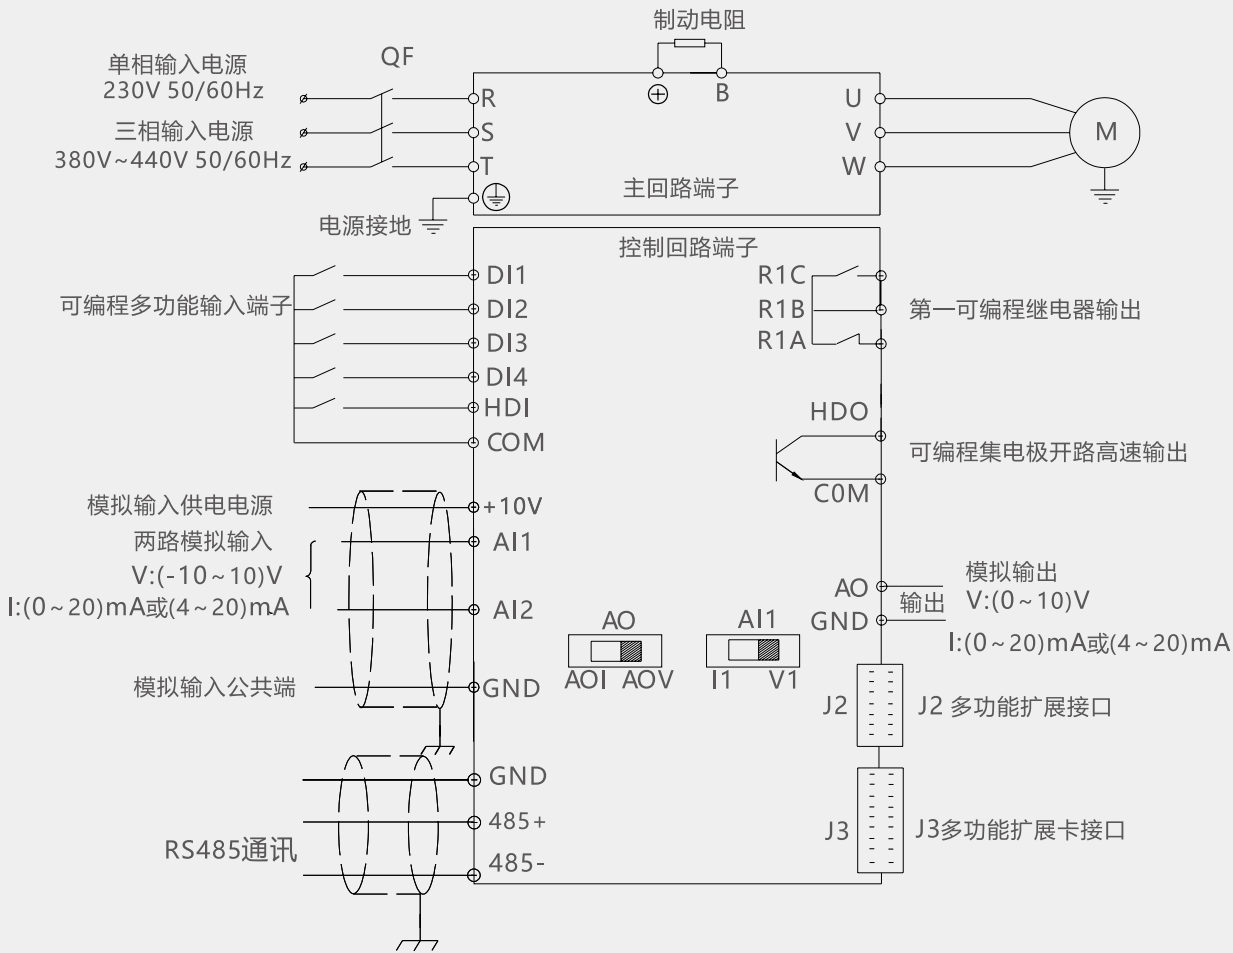 制动电阻
QF
单相输入电源
230V 50/60Hz
三相输入电源
380V~440V 50/60Hz
R
S
T
电源接地
B
U
V
W
M
主回路端子
控制回路端子
可编程多功能输入端子
DI1
DI2
DI3
DI4
HDI
COM
R1C
R1B
R1A
第一可编程继电器输出
HDO
C0M
可编程集电极开路高速输出
模拟输入供电电源
+10V
两路模拟输入
V:(-10~10)V
I:(0~20)mA或(4~20)mA
AI1
AI2
模拟输入公共端
GND
AO
GND
输出
模拟输出
V:(0~10)V
I:(0~20)mA或(4~20)mA
AO
AOI AOV
AI1
I1 V1
J2
J2 多功能扩展接口
J3
J3多功能扩展卡接口
GND
485+
485-
RS485通讯